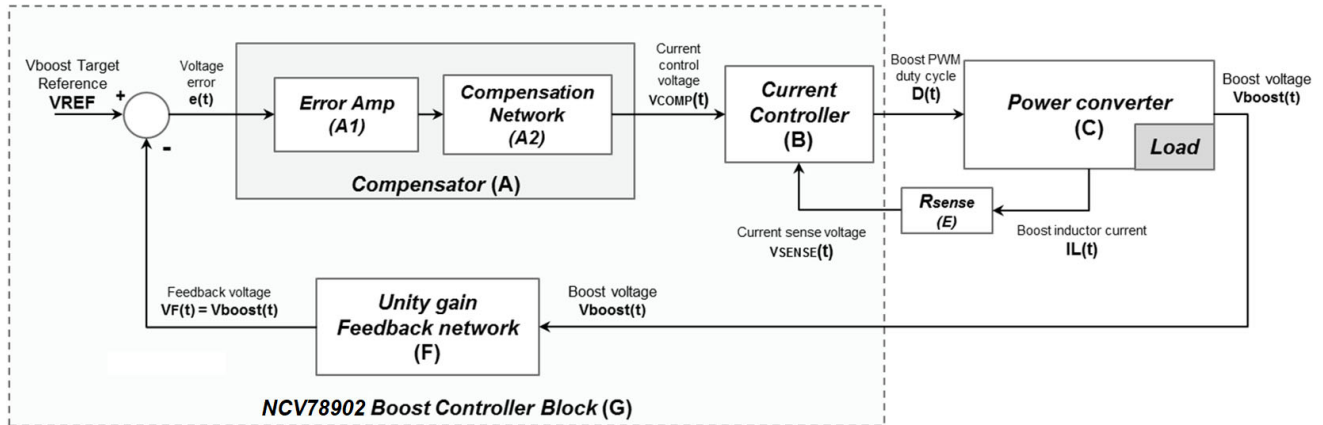 Vboost Target
Reference
VREF
+
-
Voltage
error
e(t)
Error Amp
(A1)
Compensation
Network
(A2)
Compensator (A)
Current
control
voltage
VCOMP(t)
Current
Controller
(B)
Boost PWM
duty cycle
D(t)
Power converter
(C)
Load
Boost voltage
Vboost(t)
Rsense
(E)
Current sense voltage
VSENSE(t)
Boost inductor current
IL(t)
Feedback voltage
VF(t) = Vboost(t)
Unity gain
Feedback network
(F)
Boost voltage
Vboost(t)
NCV78902 Boost Controller Block (G)